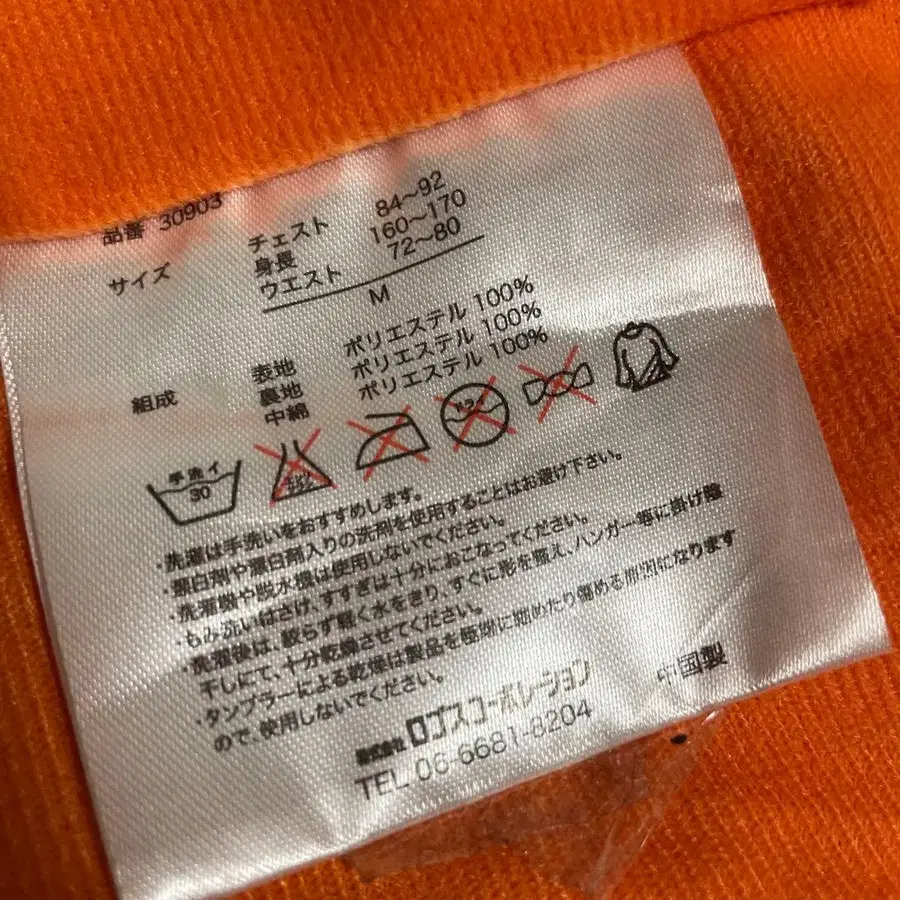 品番 30903
サイズ
チェスト 84～92
身長 160～170
ウエスト 72～80
M
組成
表地 ポリエステル 100%
裏地 ポリエステル 100%
中綿 ポリエステル 100%
手洗イ
30
・洗濯は手洗いをおすすめします。
・蛋白剤や蛋白剤入りの洗剤を使用することはお避け下さい。
・洗濯機や脱水機は使用しないでください。
・もみ洗いはさけ、すすぎは十分におこなってください。
・洗濯後は、絞らず軽く水をきり、すぐに形を整え、ハンガー等に掛け陰
干しにて、十分乾燥させてください。
・タンブラーによる乾燥は製品を極端に縮めたり傷める原因になります
ので、使用しないでください。
株式会社 ロゴスコーポレーション
TEL 06-6681-8204
中国製